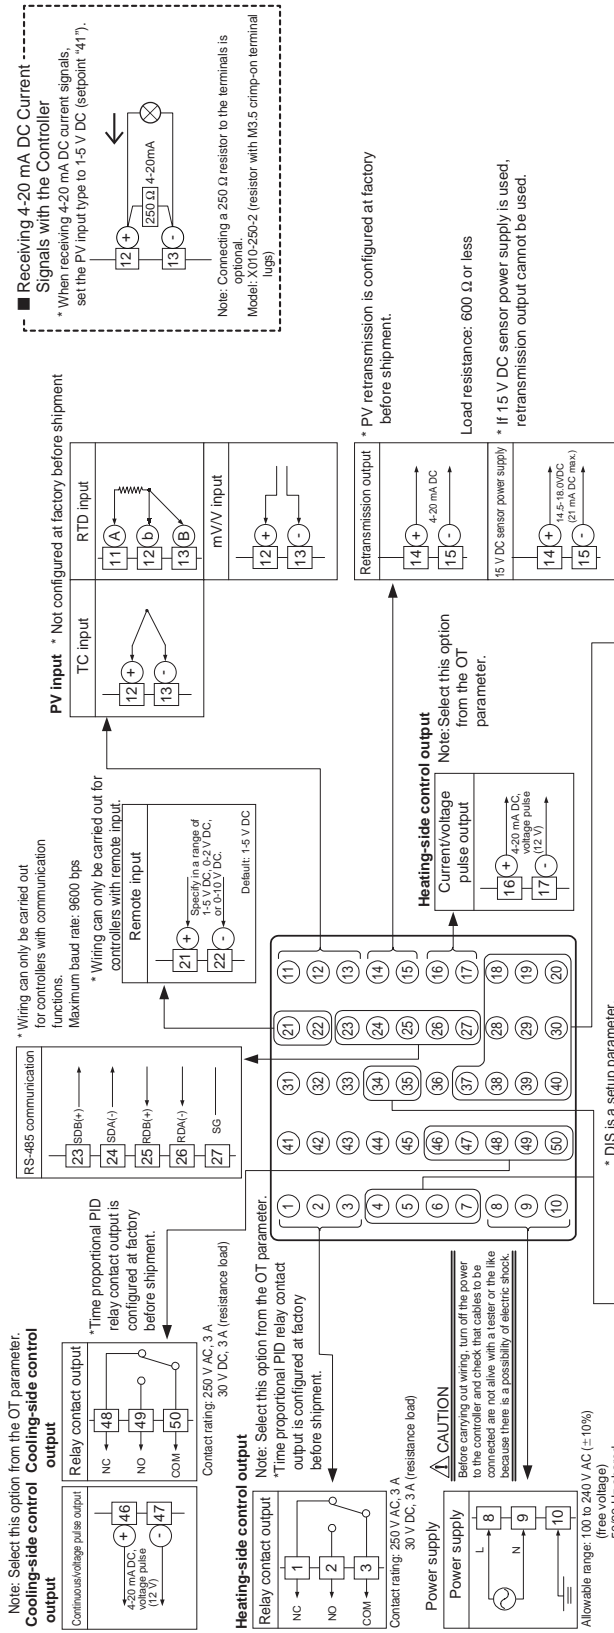 ■ Receiving 4-20 mA DC Current
Signals with the Controller
* When receiving 4-20 mA DC current signals,
set the PV input type to 1-5 V DC (setpoint "41").
12 +
13 -
250 Ω
4-20mA
Note: Connecting a 250 Ω resistor to the terminals is
optional.
Model: X010-250-2 (resistor with M3.5 crimp-on terminal
lugs)
PV input * Not configured at factory before shipment
TC input
12 +
13 -
RTD input
11 A
12 b
13 B
mV/V input
12 +
13 -
* PV retransmission is configured at factory
before shipment.
Retransmission output
14 +
4-20 mA DC
15 -
Load resistance: 600 Ω or less
15 V DC sensor power supply
14 +
14.5-18.0VDC
(21 mA DC max.)
15 -
* If 15 V DC sensor power supply is used,
retransmission output cannot be used.
* Wiring can only be carried out
for controllers with communication
functions.
Maximum baud rate: 9600 bps
RS-485 communication
23 SDB(+)
24 SDA(-)
25 RDB(+)
26 RDA(-)
27 SG
* Wiring can only be carried out for
controllers with remote input.
Remote input
21 +
Specify in a range of
1-5 V DC, 0-2 V DC,
or 0-10 V DC.
22 -
Default: 1-5 V DC
Heating-side control output
Current/voltage
pulse output
16 +
4-20 mA DC,
voltage pulse
(12 V)
17 -
Note:Select this option
from the OT
parameter.
11 12 13 14 15 16 17 18 19 20
21 22 23 24 25 26 27 28 29 30
31 32 33 34 35 36 37 38 39 40
41 42 43 44 45 46 47 48 49 50
1 2 3 4 5 6 7 8 9 10
Note: Select this option from the OT parameter.
Cooling-side control
output
Continuous/voltage pulse output
46 +
4-20 mA DC,
voltage pulse
(12 V)
47 -
Cooling-side control
output
Relay contact output
NC 48
NO 49
COM 50
Contact rating: 250 V AC, 3 A
30 V DC, 3 A (resistance load)
*Time proportional PID
relay contact output is
configured at factory
before shipment.
Heating-side control output
Relay contact output
NC 1
NO 2
COM 3
Note: Select this option from the OT parameter.
*Time proportional PID relay contact
output is configured at factory
before shipment.
Contact rating: 250 V AC, 3 A
30 V DC, 3 A (resistance load)
Power supply
Power supply
L 8
N 9
10
Allowable range: 100 to 240 V AC (±10%)
(free voltage)
CAUTION
Before carrying out wiring, turn off the power
to the controller and check that cables to be
connected are not alive with a tester or the like
because there is a possibility of electric shock.
* DIS is a setup parameter